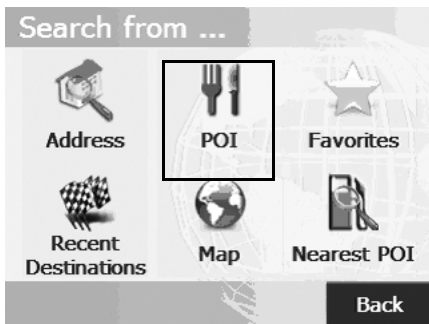 Search from ...
Address
POI
Favorites
Recent
Destinations
Map
Nearest POI
Back